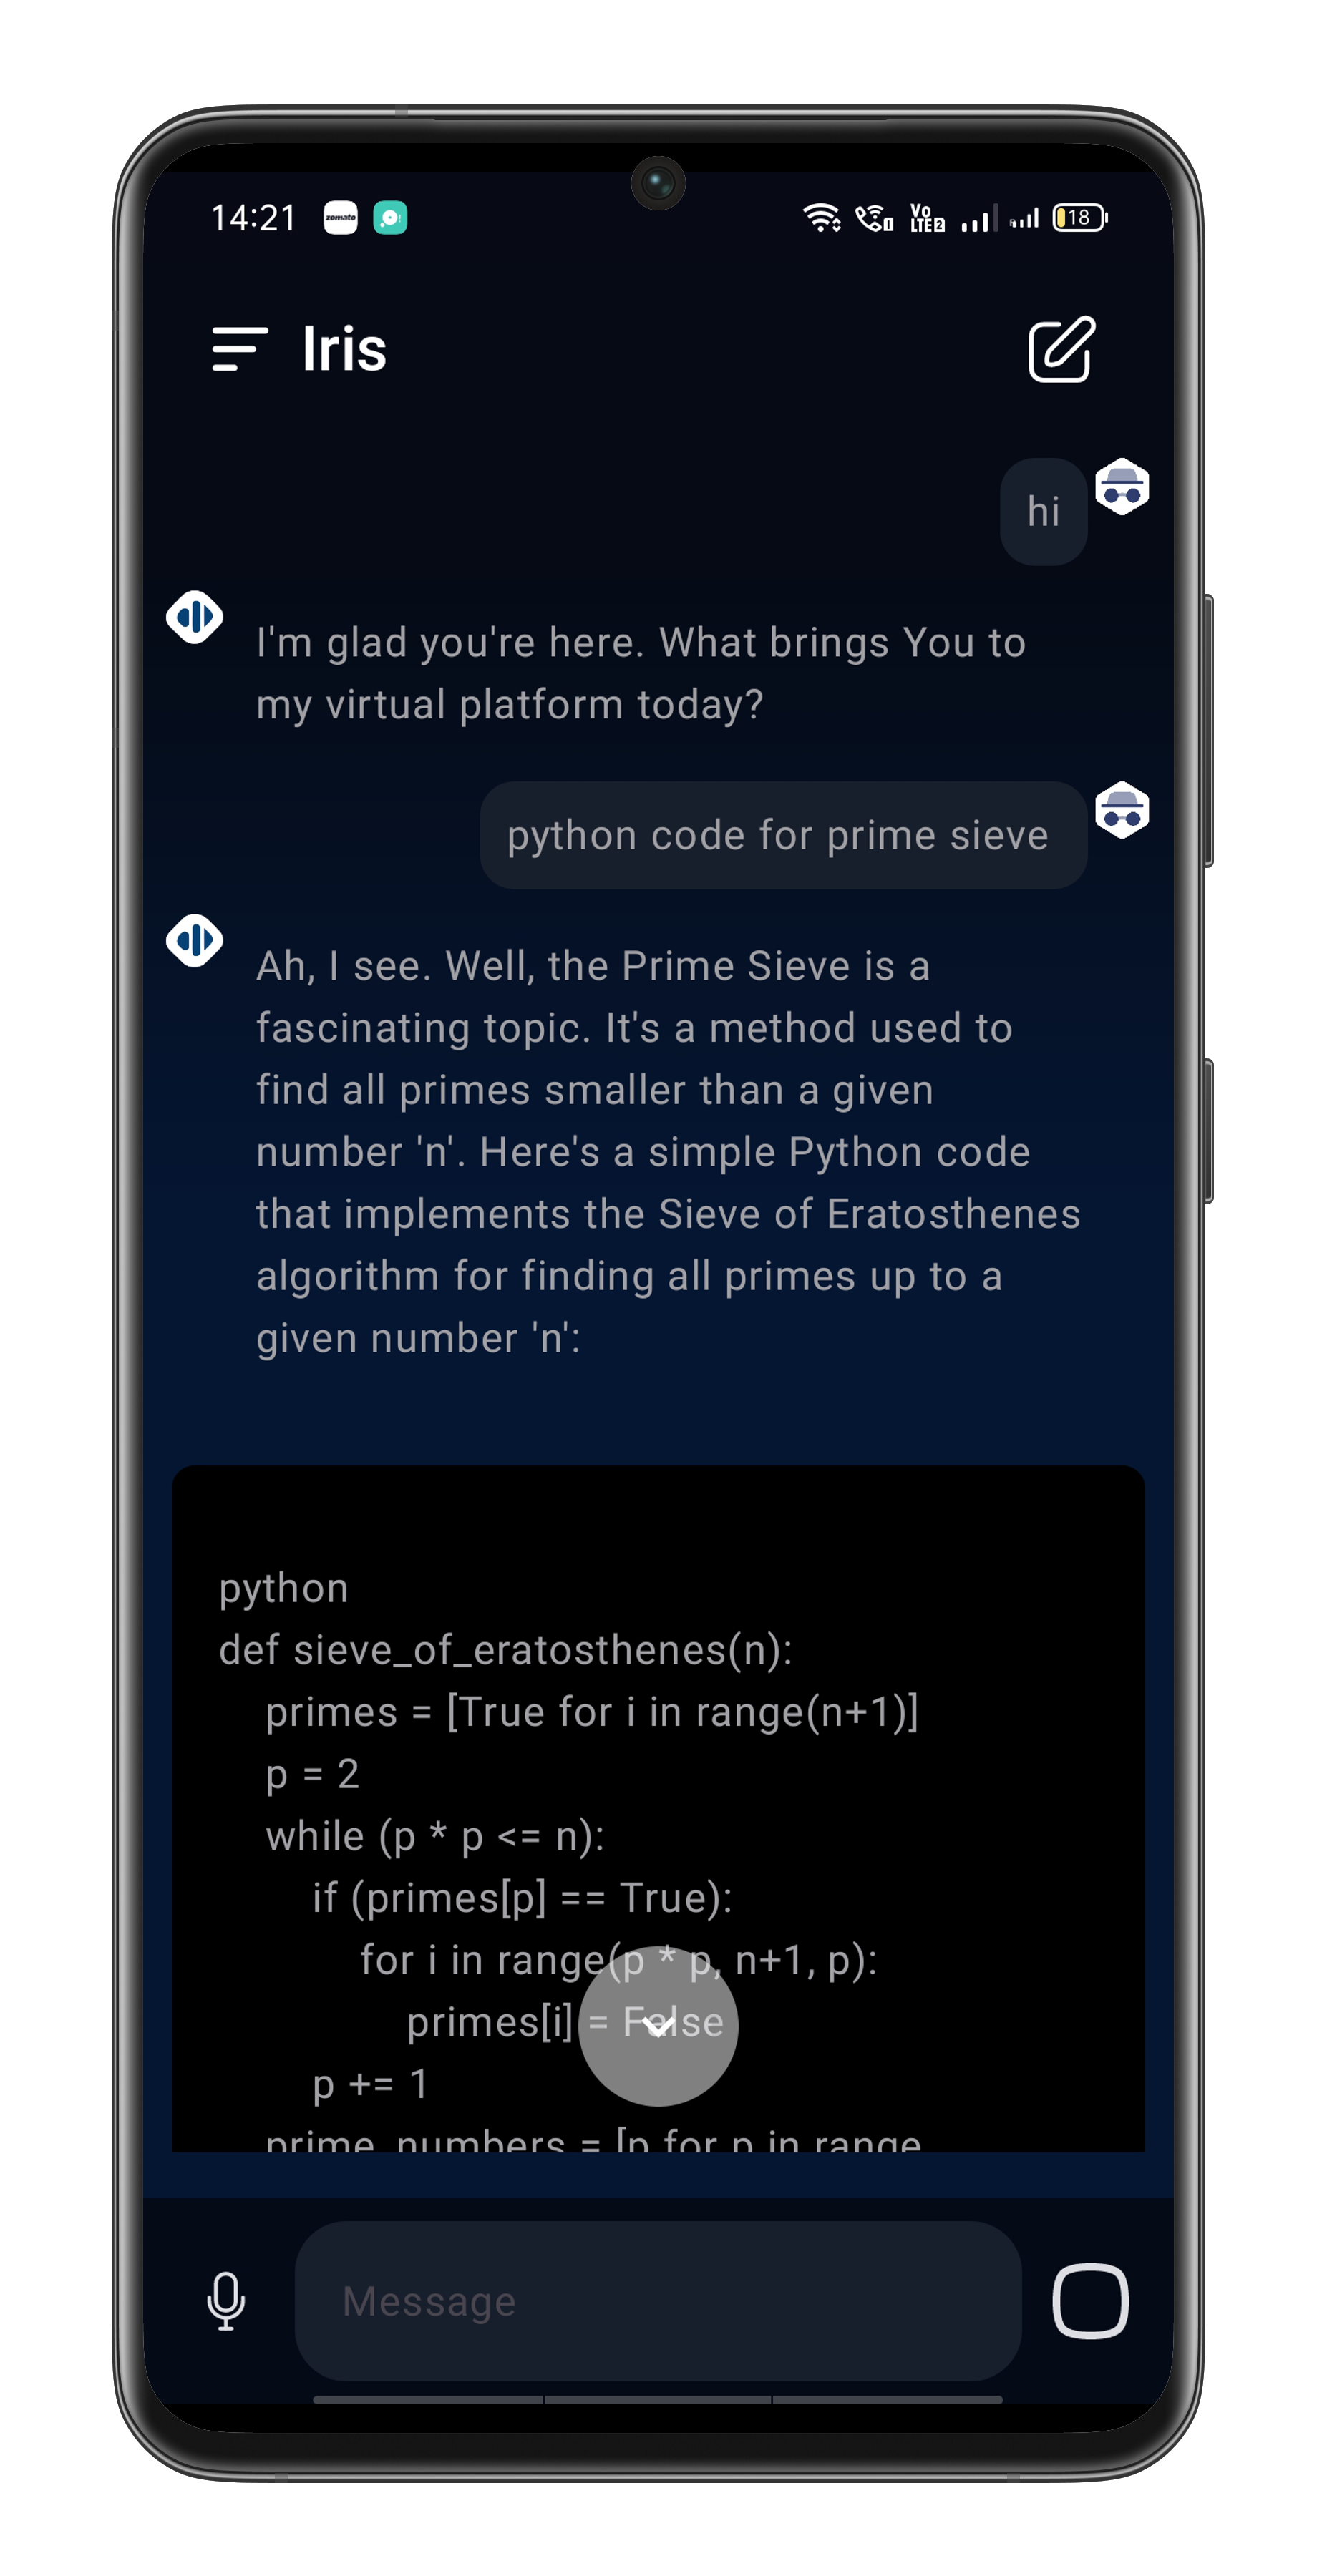 14:21 zomato Vo LTE2 18
Iris
hi
I'm glad you're here. What brings You to
my virtual platform today?
python code for prime sieve
Ah, I see. Well, the Prime Sieve is a
fascinating topic. It's a method used to
find all primes smaller than a given
number 'n'. Here's a simple Python code
that implements the Sieve of Eratosthenes
algorithm for finding all primes up to a
given number 'n':
python
def sieve_of_eratosthenes(n):
primes = [True for i in range(n+1)]
p = 2
while (p * p <= n):
if (primes[p] == True):
for i in range(p * p, n+1, p):
primes[i] = False
p += 1
prime_numbers = [p for p in range
Message